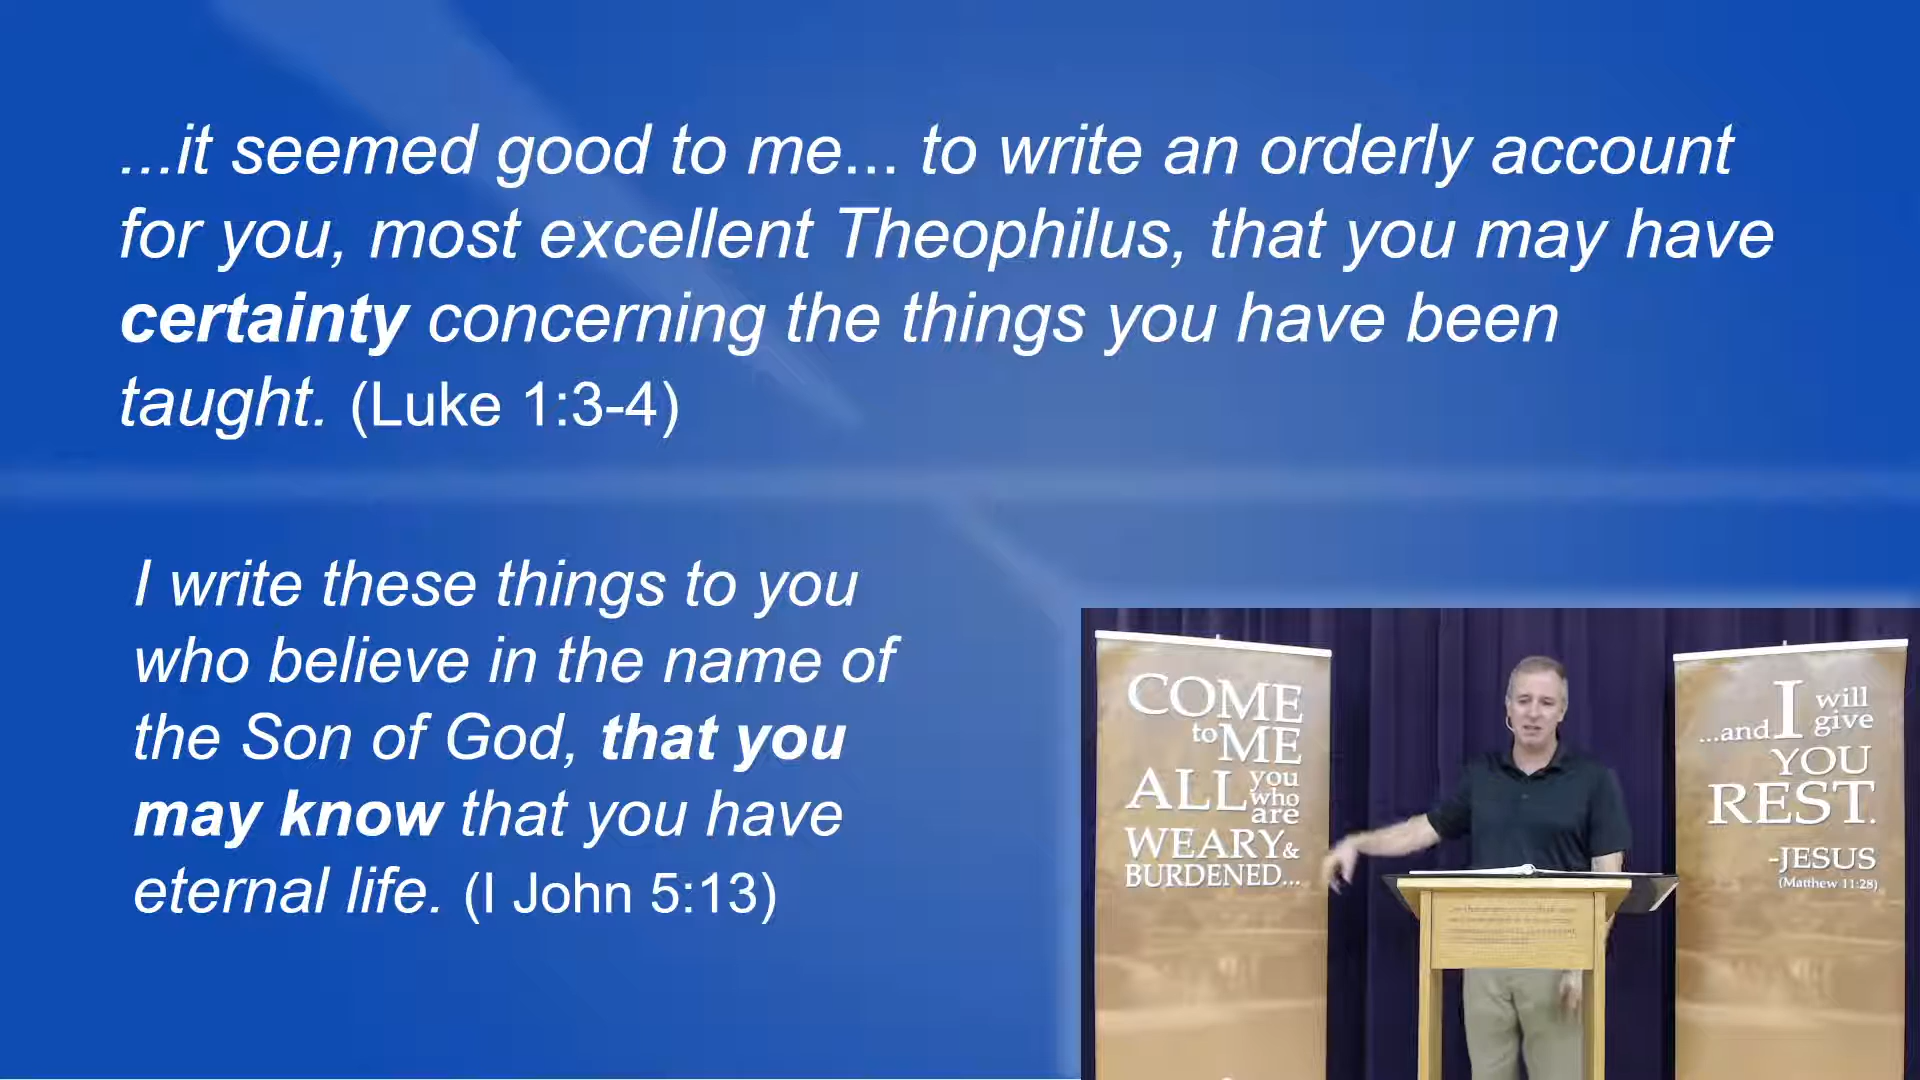 ...it seemed good to me... to write an orderly account
for you, most excellent Theophilus, that you may have
certainty concerning the things you have been
taught. (Luke 1:3-4)
I write these things to you
who believe in the name of
the Son of God, that you
may know that you have
eternal life. (I John 5:13)
COME
to ME
ALL you who are
WEARY &
BURDENED...
...and I will give
YOU
REST.
-JESUS
(Matthew 11:28)